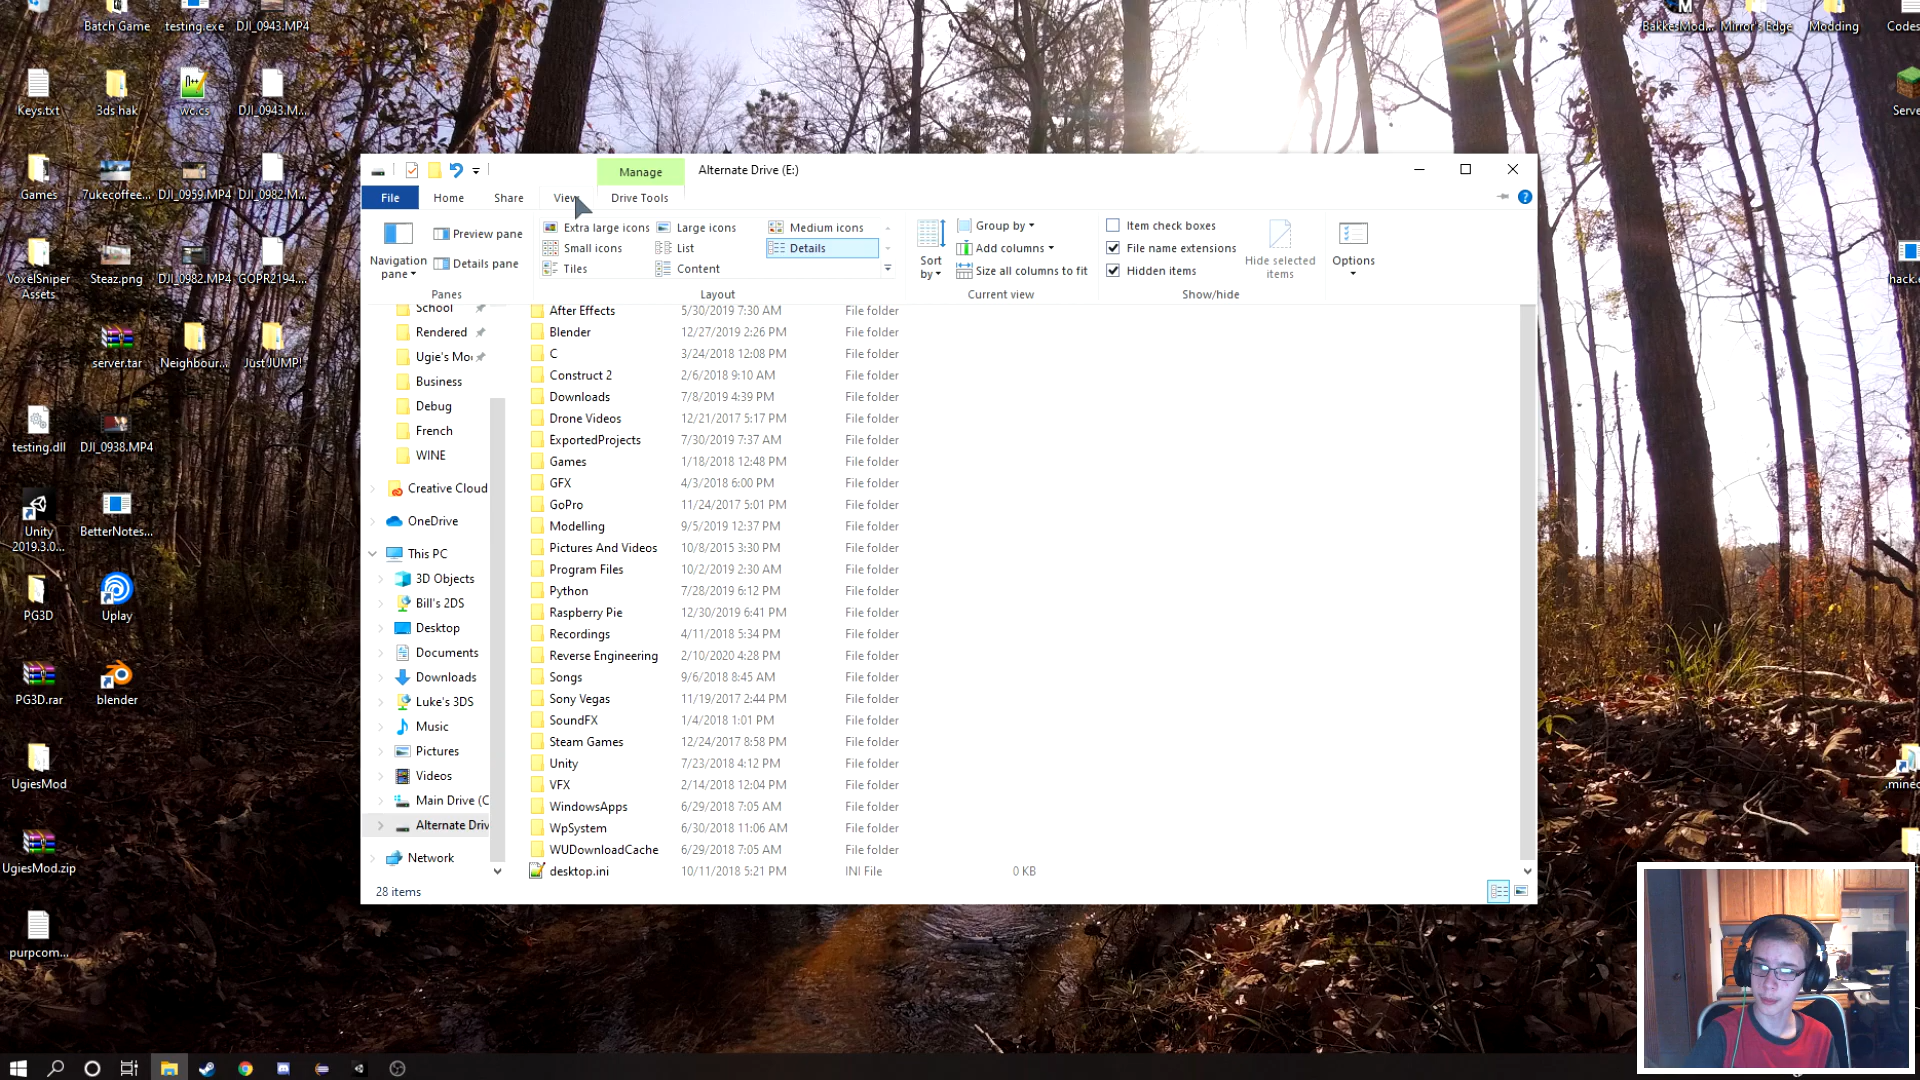 Batch Game
testing.exe
DJI_0943.MP4
BakkesMod...
Mirror's Edge
Modding
Codes
Keys.txt
3ds hak
wc.cs
DJI_0943.M...
Serve
Games
7ukecoffee...
DJI_0959.MP4
DJI_0982.M...
VoxelSniper
Assets
Steaz.png
DJI_0982.MP4
GOPR2194....
hack.e
server.tar
Neighbour...
Just JUMP!
testing.dll
DJI_0938.MP4
Unity
2019.3.0...
BetterNotes...
PG3D
Uplay
PG3D.rar
blender
UgiesMod
.minec
UgiesMod.zip
purpcom...
Manage
Alternate Drive (E:)
File
Home
Share
View
Drive Tools
Navigation
pane
Preview pane
Details pane
Panes
Extra large icons
Large icons
Medium icons
Small icons
List
Details
Tiles
Content
Layout
Sort
by
Group by
Add columns
Size all columns to fit
Current view
Item check boxes
File name extensions
Hidden items
Hide selected
items
Show/hide
Options
School
Rendered
Ugie's Mo
Business
Debug
French
WINE
Creative Cloud
OneDrive
This PC
3D Objects
Bill's 2DS
Desktop
Documents
Downloads
Luke's 3DS
Music
Pictures
Videos
Main Drive (C
Alternate Driv
Network
After Effects 5/30/2019 7:30 AM File folder
Blender 12/27/2019 2:26 PM File folder
C 3/24/2018 12:08 PM File folder
Construct 2 2/6/2018 9:10 AM File folder
Downloads 7/8/2019 4:39 PM File folder
Drone Videos 12/21/2017 5:17 PM File folder
ExportedProjects 7/30/2019 7:37 AM File folder
Games 1/18/2018 12:48 PM File folder
GFX 4/3/2018 6:00 PM File folder
GoPro 11/24/2017 5:01 PM File folder
Modelling 9/5/2019 12:37 PM File folder
Pictures And Videos 10/8/2015 3:30 PM File folder
Program Files 10/2/2019 2:30 AM File folder
Python 7/28/2019 6:12 PM File folder
Raspberry Pie 12/30/2019 6:41 PM File folder
Recordings 4/11/2018 5:34 PM File folder
Reverse Engineering 2/10/2020 4:28 PM File folder
Songs 9/6/2018 8:45 AM File folder
Sony Vegas 11/19/2017 2:44 PM File folder
SoundFX 1/4/2018 1:01 PM File folder
Steam Games 12/24/2017 8:58 PM File folder
Unity 7/23/2018 4:12 PM File folder
VFX 2/14/2018 12:04 PM File folder
WindowsApps 6/29/2018 7:05 AM File folder
WpSystem 6/30/2018 11:06 AM File folder
WUDownloadCache 6/29/2018 7:05 AM File folder
desktop.ini 10/11/2018 5:21 PM INI File 0 KB
28 items